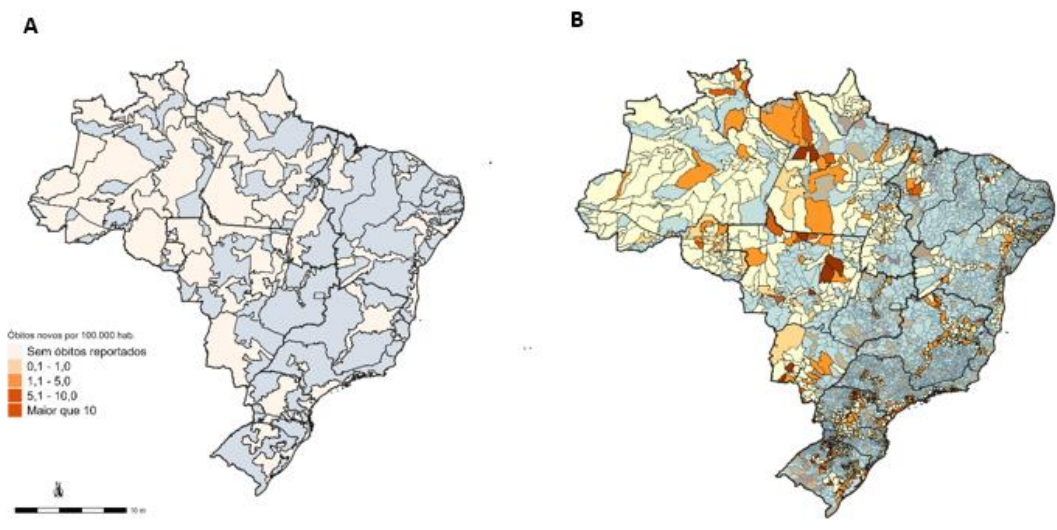 A
B
Óbitos novos por 100.000 hab.
Sem óbitos reportados
0,1 - 1,0
1,1 - 5,0
5,1 - 10,0
Maior que 10